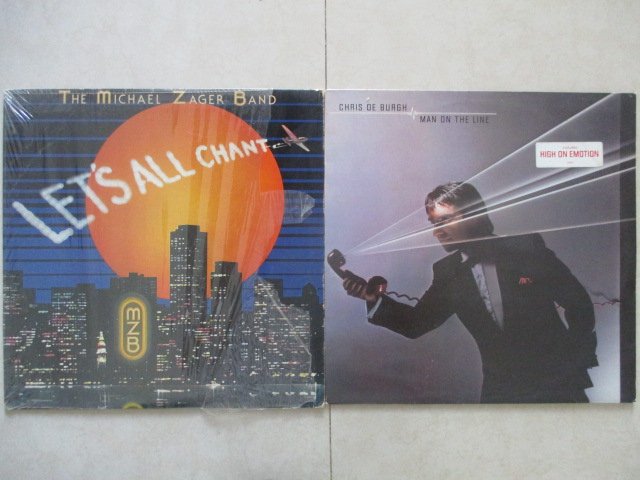 THE MICHAEL ZAGER BAND
LET'S ALL CHANT
MZB
CHRIS DE BURGH
MAN ON THE LINE
HIGH ON EMOTION